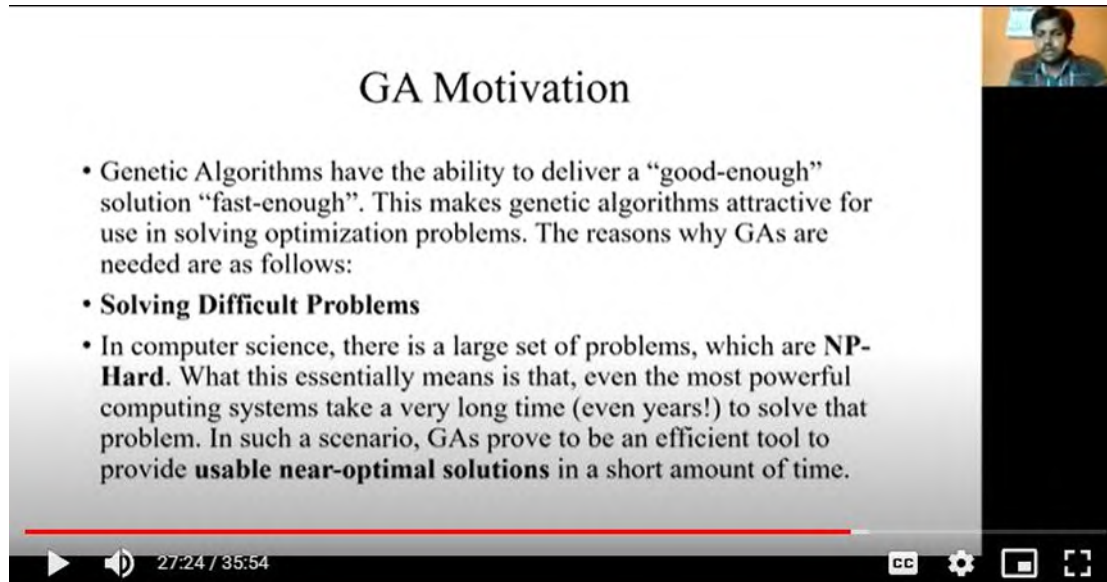 GA Motivation
• Genetic Algorithms have the ability to deliver a “good-enough”
solution “fast-enough”. This makes genetic algorithms attractive for
use in solving optimization problems. The reasons why GAs are
needed are as follows:
• Solving Difficult Problems
• In computer science, there is a large set of problems, which are NP-
Hard. What this essentially means is that, even the most powerful
computing systems take a very long time (even years!) to solve that
problem. In such a scenario, GAs prove to be an efficient tool to
provide usable near-optimal solutions in a short amount of time.
27:24 / 35:54
CC